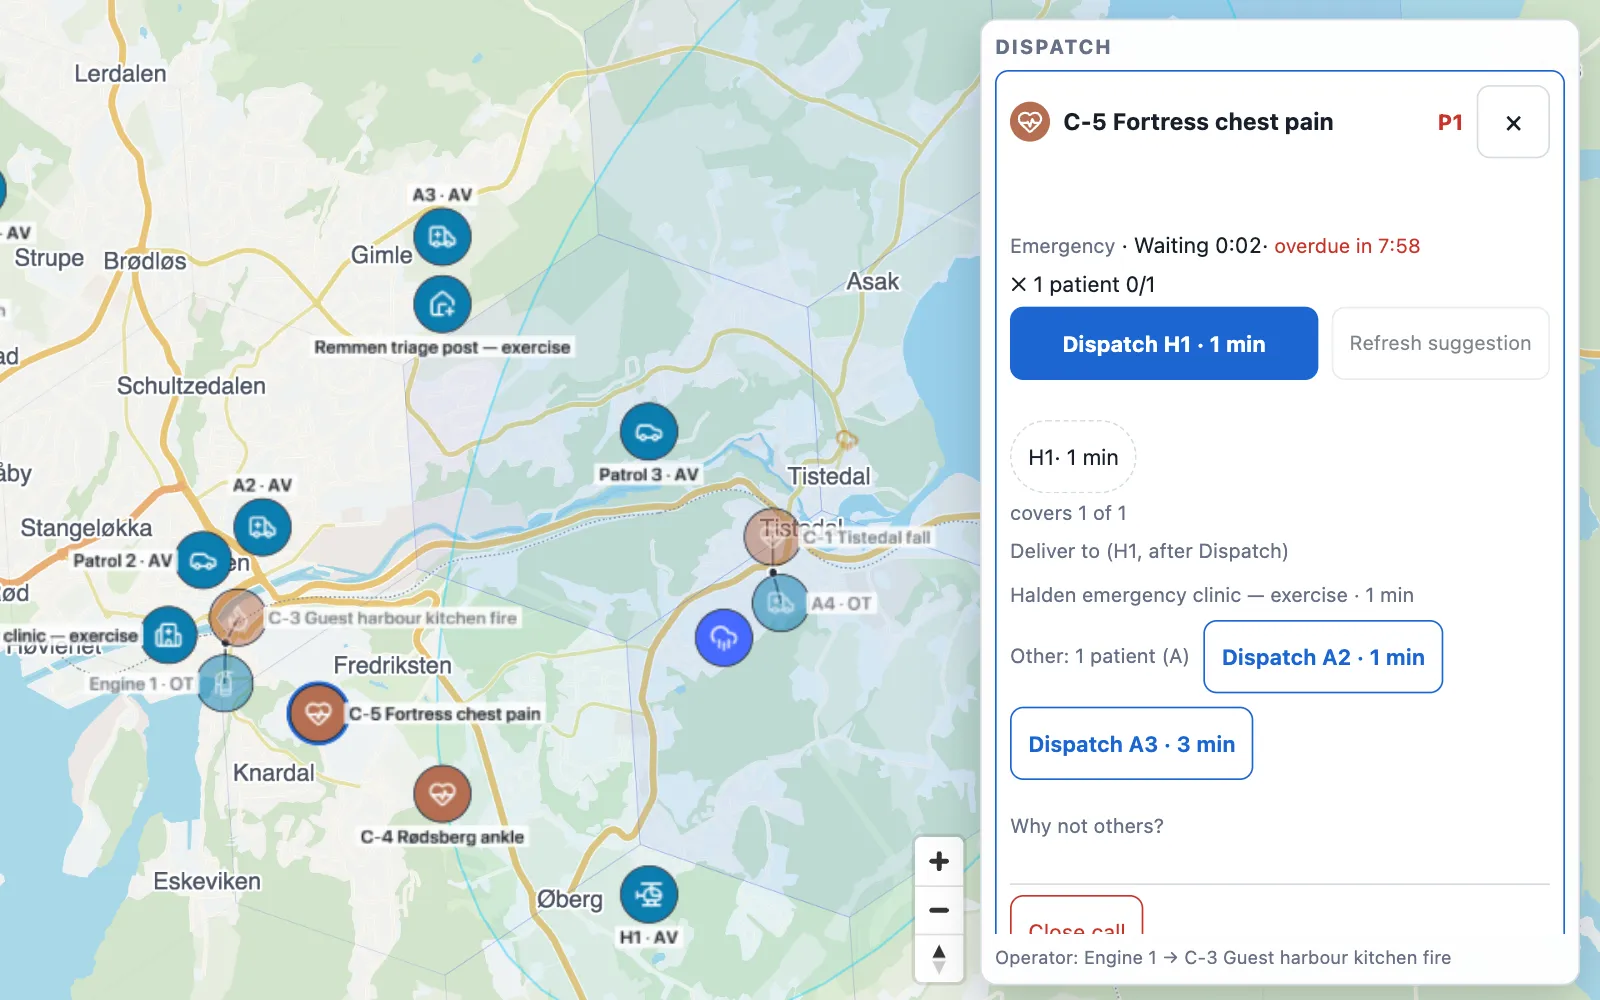 Lerdalen
A3 · AV
AV
Strupe
Brødløs
Gimle
Asak
Remmen triage post — exercise
ad
Schultzedalen
Patrol 3 · AV
Tistedal
A2 · AV
Stangeløkka
Patrol 2 · AV
en
Tistedal
C-1 Tistedal fall
A4 · OT
C-3 Guest harbour kitchen fire
clinic — exercise
Høvleriet
Fredriksten
Engine 1 · OT
C-5 Fortress chest pain
Knardal
C-4 Rødsberg ankle
Eskeviken
Øberg
H1 · AV
DISPATCH
C-5 Fortress chest pain
P1
Emergency · Waiting 0:02· overdue in 7:58
× 1 patient 0/1
Dispatch H1 · 1 min
Refresh suggestion
H1· 1 min
covers 1 of 1
Deliver to (H1, after Dispatch)
Halden emergency clinic — exercise · 1 min
Other: 1 patient (A)
Dispatch A2 · 1 min
Dispatch A3 · 3 min
Why not others?
Close call
Operator: Engine 1 → C-3 Guest harbour kitchen fire